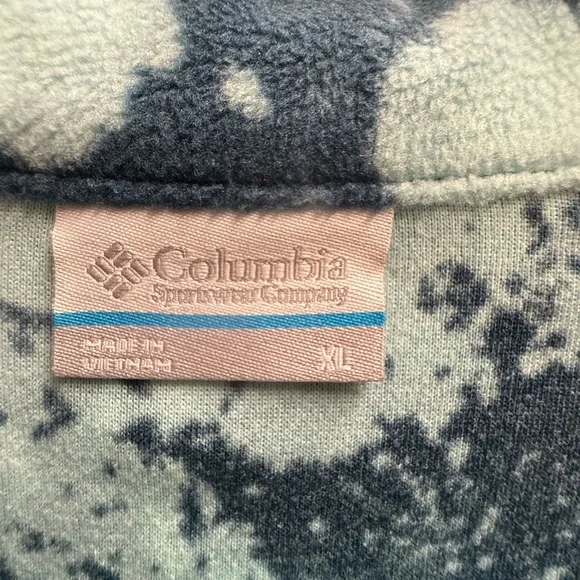 Columbia
Sportswear Company
MADE IN
VIETNAM
XL